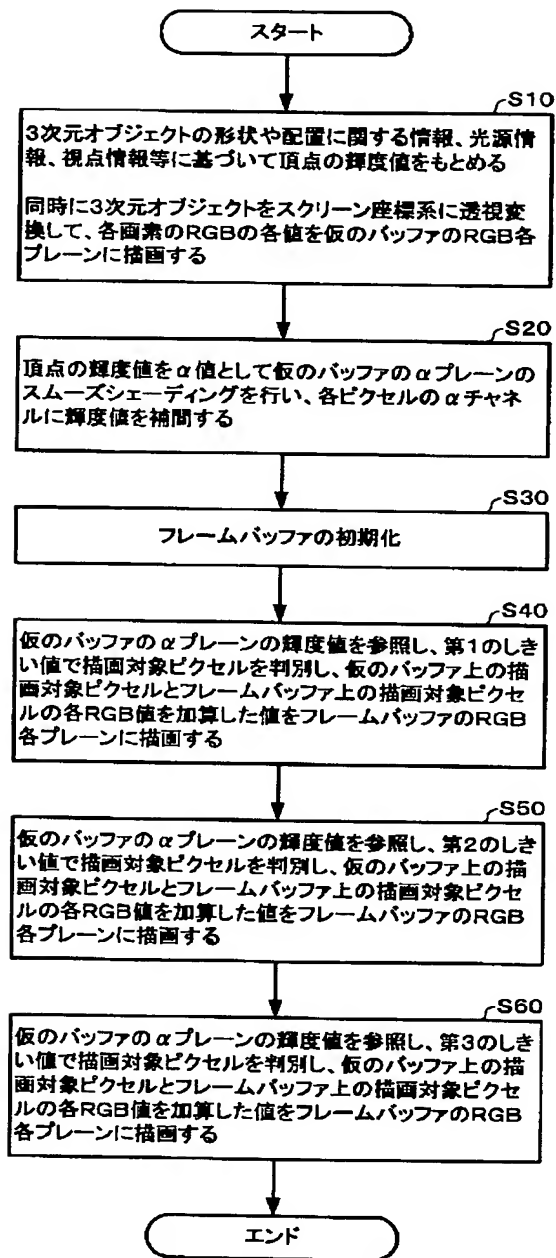 スタート
S10
3次元オブジェクトの形状や配置に関する情報、光源情
報、視点情報等に基づいて頂点の輝度値をもとめる
同時に3次元オブジェクトをスクリーン座標系に透視変
換して、各画素のRGBの各値を仮のバッファのRGB各
プレーンに描画する
S20
頂点の輝度値をα値として仮のバッファのαプレーンの
スムーズシェーディングを行い、各ピクセルのαチャネ
ルに輝度値を補間する
S30
フレームバッファの初期化
S40
仮のバッファのαプレーンの輝度値を参照し、第1のしき
い値で描画対象ピクセルを判別し、仮のバッファ上の描
画対象ピクセルとフレームバッファ上の描画対象ピクセ
ルの各RGB値を加算した値をフレームバッファのRGB
各プレーンに描画する
S50
仮のバッファのαプレーンの輝度値を参照し、第2のしき
い値で描画対象ピクセルを判別し、仮のバッファ上の描
画対象ピクセルとフレームバッファ上の描画対象ピクセ
ルの各RGB値を加算した値をフレームバッファのRGB
各プレーンに描画する
S60
仮のバッファのαプレーンの輝度値を参照し、第3のしき
い値で描画対象ピクセルを判別し、仮のバッファ上の描
画対象ピクセルとフレームバッファ上の描画対象ピクセ
ルの各RGB値を加算した値をフレームバッファのRGB
各プレーンに描画する
エンド